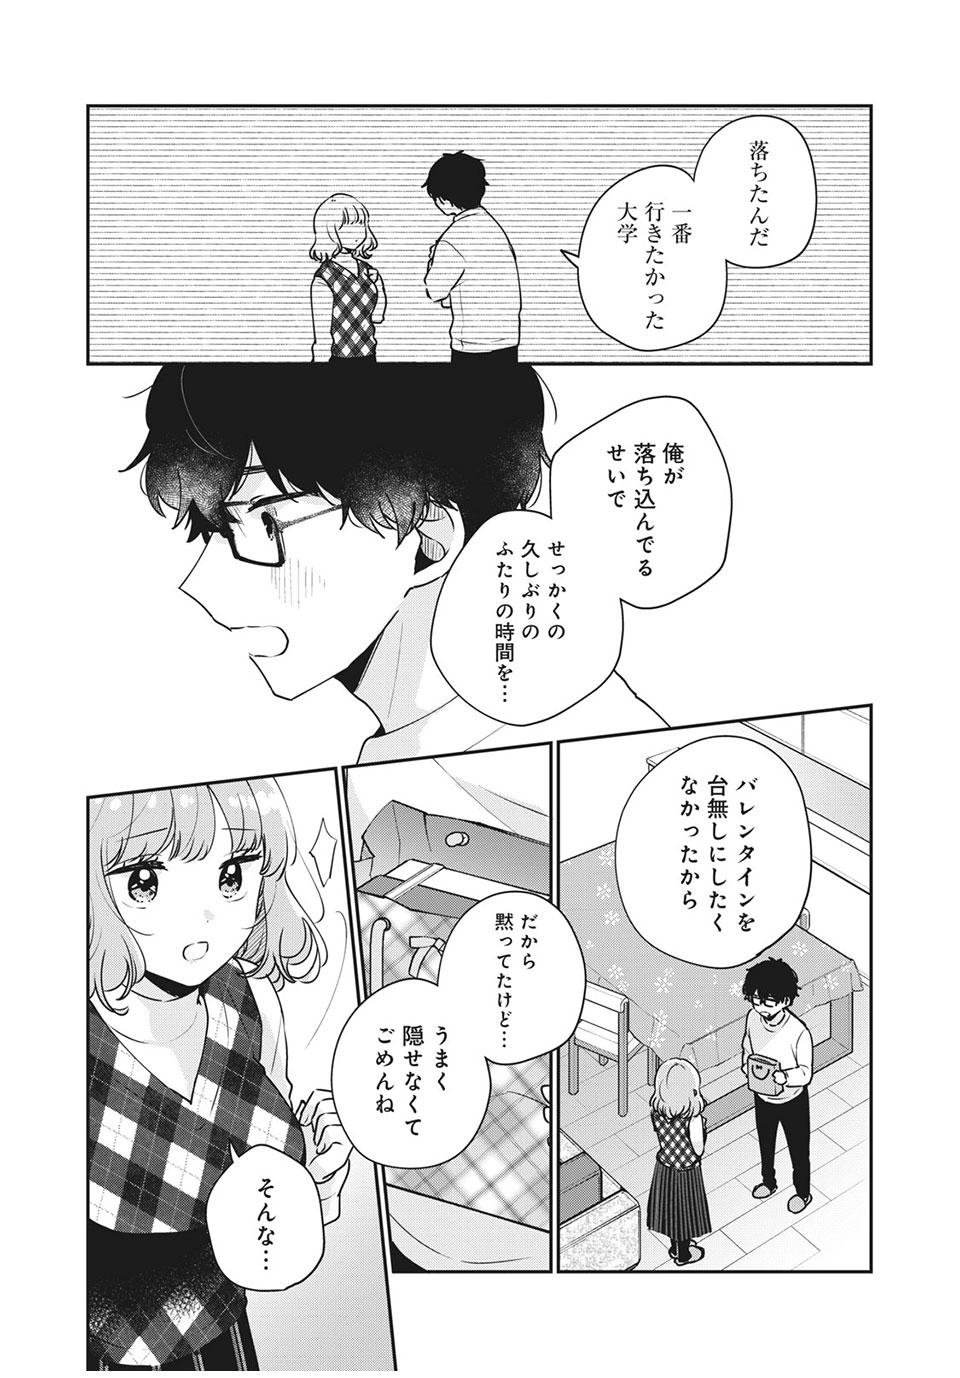 落ちたんだ
一番
行きたかった
大学
俺が
落ち込んでる
せいで
せっかくの
久しぶりの
ふたりの時間を…
バレンタインを
台無しにしたく
なかったから
だから
黙ってたけど…
うまく
隠せなくて
ごめんね
そんな…